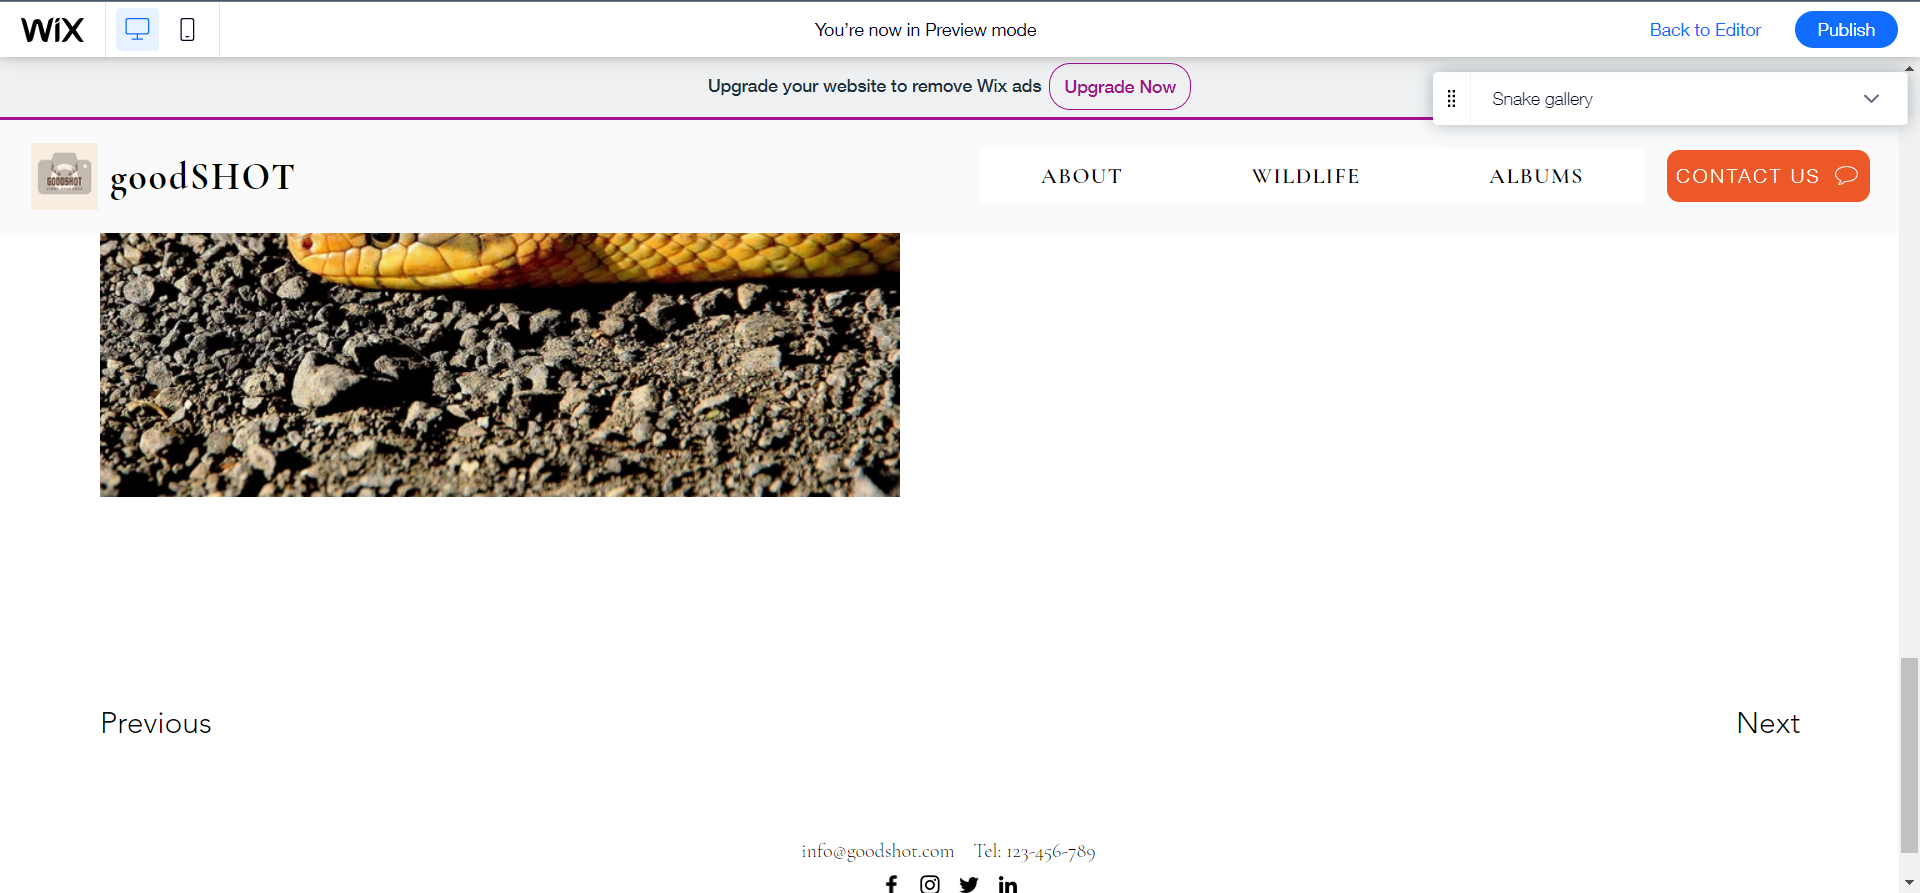 WiX
You're now in Preview mode
Back to Editor
Publish
Upgrade your website to remove Wix ads
Upgrade Now
Snake gallery
GOODSHOT
goodSHOT
ABOUT
WILDLIFE
ALBUMS
CONTACT US
Previous
Next
info@goodshot.com Tel: 123-456-789